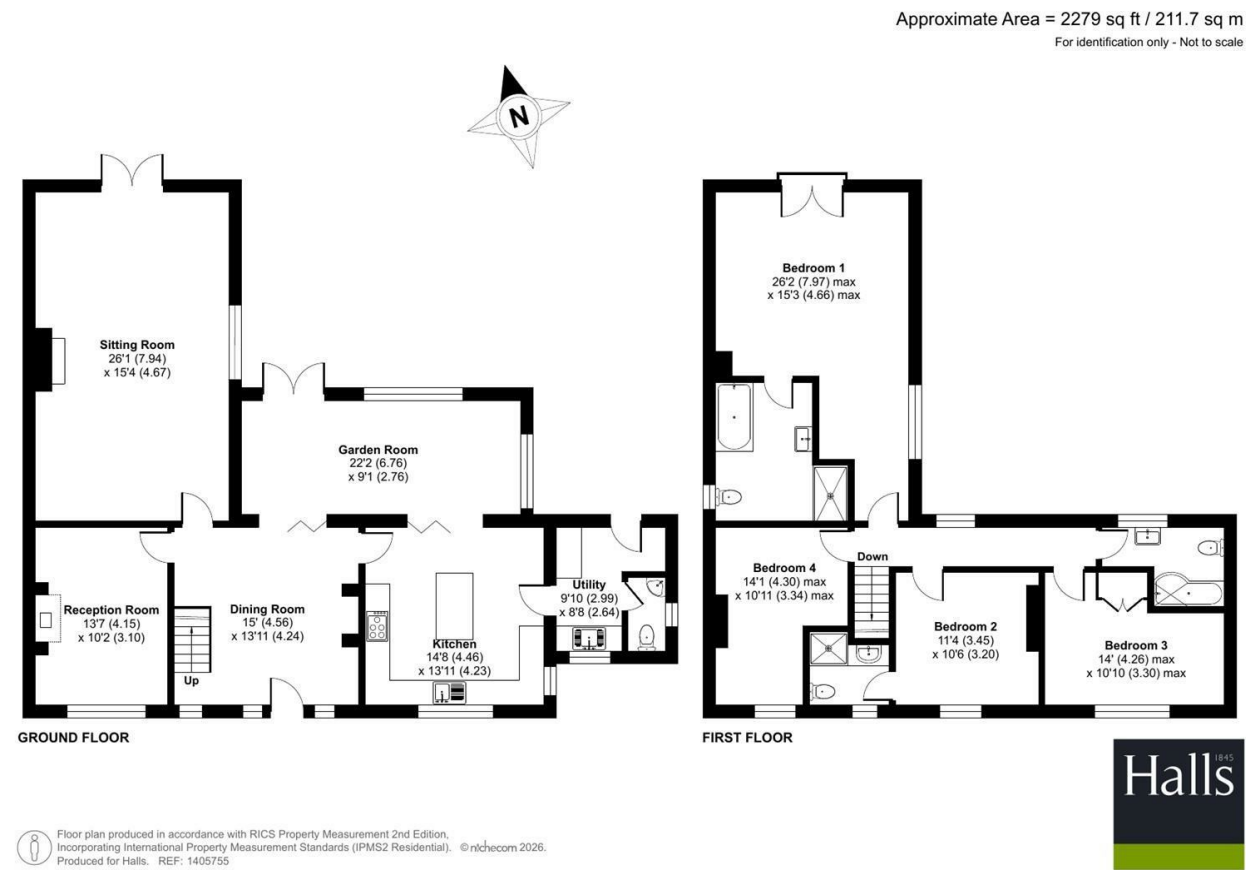 Approximate Area = 2279 sq ft / 211.7 sq m
For identification only - Not to scale
N
Sitting Room
26'1 (7.94)
x 15'4 (4.67)
Garden Room
22'2 (6.76)
x 9'1 (2.76)
Reception Room
13'7 (4.15)
x 10'2 (3.10)
Dining Room
15' (4.56)
x 13'11 (4.24)
Up
Kitchen
14'8 (4.46)
x 13'11 (4.23)
Utility
9'10 (2.99)
x 8'8 (2.64)
GROUND FLOOR
Bedroom 1
26'2 (7.97) max
x 15'3 (4.66) max
Bedroom 4
14'1 (4.30) max
x 10'11 (3.34) max
Down
Bedroom 2
11'4 (3.45)
x 10'6 (3.20)
Bedroom 3
14' (4.26) max
x 10'10 (3.30) max
FIRST FLOOR
1845
Halls
Floor plan produced in accordance with RICS Property Measurement 2nd Edition,
Incorporating International Property Measurement Standards (IPMS2 Residential). © nichecom 2026.
Produced for Halls. REF: 1405755